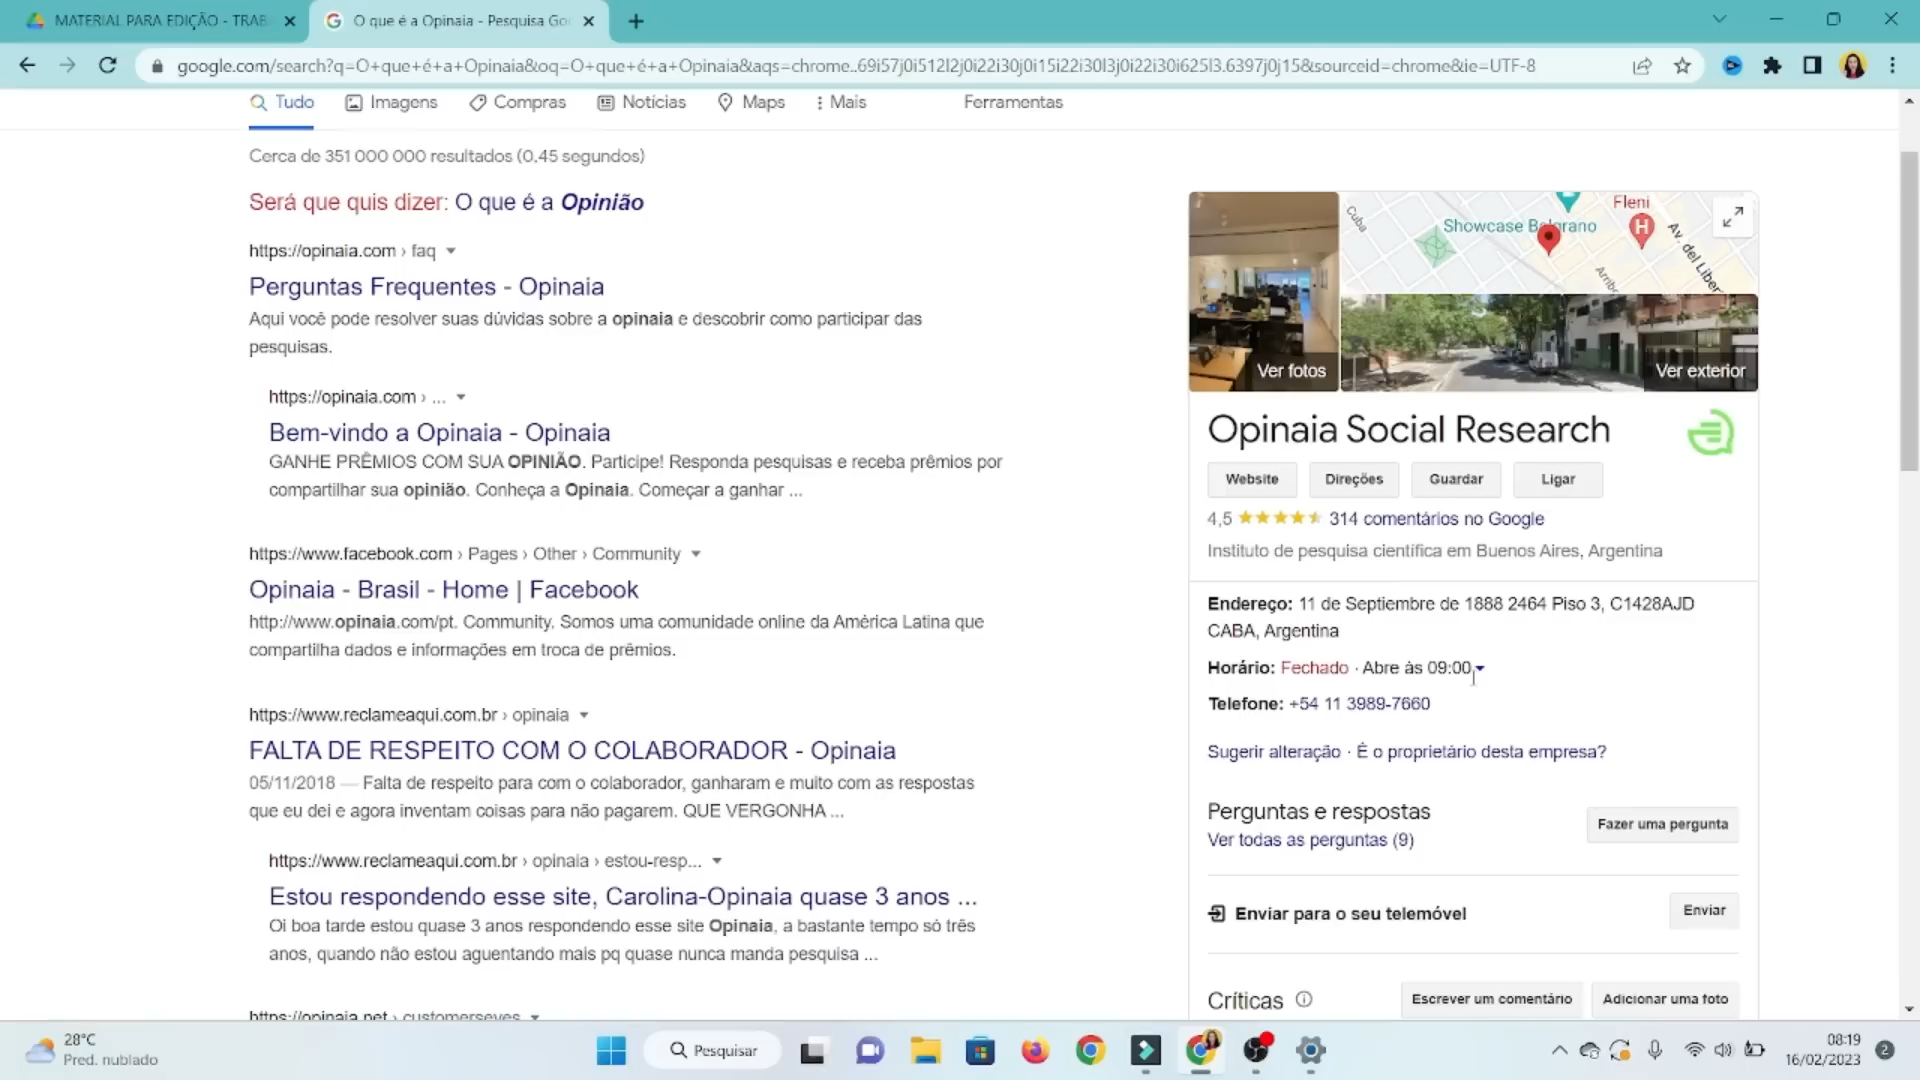 MATERIAL PARA EDIÇÃO - TRAB
O que é a Opinaia - Pesquisa Goo
google.com/search?q=O+que+é+a+Opinaia&oq=O+que+é+a+Opinaia&aqs=chrome..69i57j0i512l2j0i22i30j0i15i22i30l3j0i22i30i625l3.6397j0j15&sourceid=chrome&ie=UTF-8
Tudo Imagens Compras Notícias Maps Mais Ferramentas
Cerca de 351 000 000 resultados (0,45 segundos)
Será que quis dizer: O que é a Opinião
https://opinaia.com › faq
Perguntas Frequentes - Opinaia
Aqui você pode resolver suas dúvidas sobre a opinaia e descobrir como participar das
pesquisas.
https://opinaia.com › ...
Bem-vindo a Opinaia - Opinaia
GANHE PRÊMIOS COM SUA OPINIÃO. Participe! Responda pesquisas e receba prêmios por
compartilhar sua opinião. Conheça a Opinaia. Começar a ganhar ...
https://www.facebook.com › Pages › Other › Community
Opinaia - Brasil - Home | Facebook
http://www.opinaia.com/pt. Community. Somos uma comunidade online da América Latina que
compartilha dados e informações em troca de prêmios.
https://www.reclameaqui.com.br › opinaia
FALTA DE RESPEITO COM O COLABORADOR - Opinaia
05/11/2018 — Falta de respeito para com o colaborador, ganharam e muito com as respostas
que eu dei e agora inventam coisas para não pagarem. QUE VERGONHA ...
https://www.reclameaqui.com.br › opinaia › estou-resp...
Estou respondendo esse site, Carolina-Opinaia quase 3 anos ...
Oi boa tarde estou quase 3 anos respondendo esse site Opinaia, a bastante tempo só três
anos, quando não estou aguentando mais pq quase nunca manda pesquisa ...
https://opinaia.net › customerseyes
Cuba
Showcase Belgrano
Fleni
H
Av. del Liber
Arribe
Ver fotos
Ver exterior
Opinaia Social Research
Website Direções Guardar Ligar
4,5 314 comentários no Google
Instituto de pesquisa científica em Buenos Aires, Argentina
Endereço: 11 de Septiembre de 1888 2464 Piso 3, C1428AJD
CABA, Argentina
Horário: Fechado · Abre às 09:00
Telefone: +54 11 3989-7660
Sugerir alteração · É o proprietário desta empresa?
Perguntas e respostas
Ver todas as perguntas (9)
Fazer uma pergunta
Enviar para o seu telemóvel
Enviar
Críticas
Escrever um comentário
Adicionar uma foto
28°C
Pred. nublado
Pesquisar
08:19
16/02/2023
2